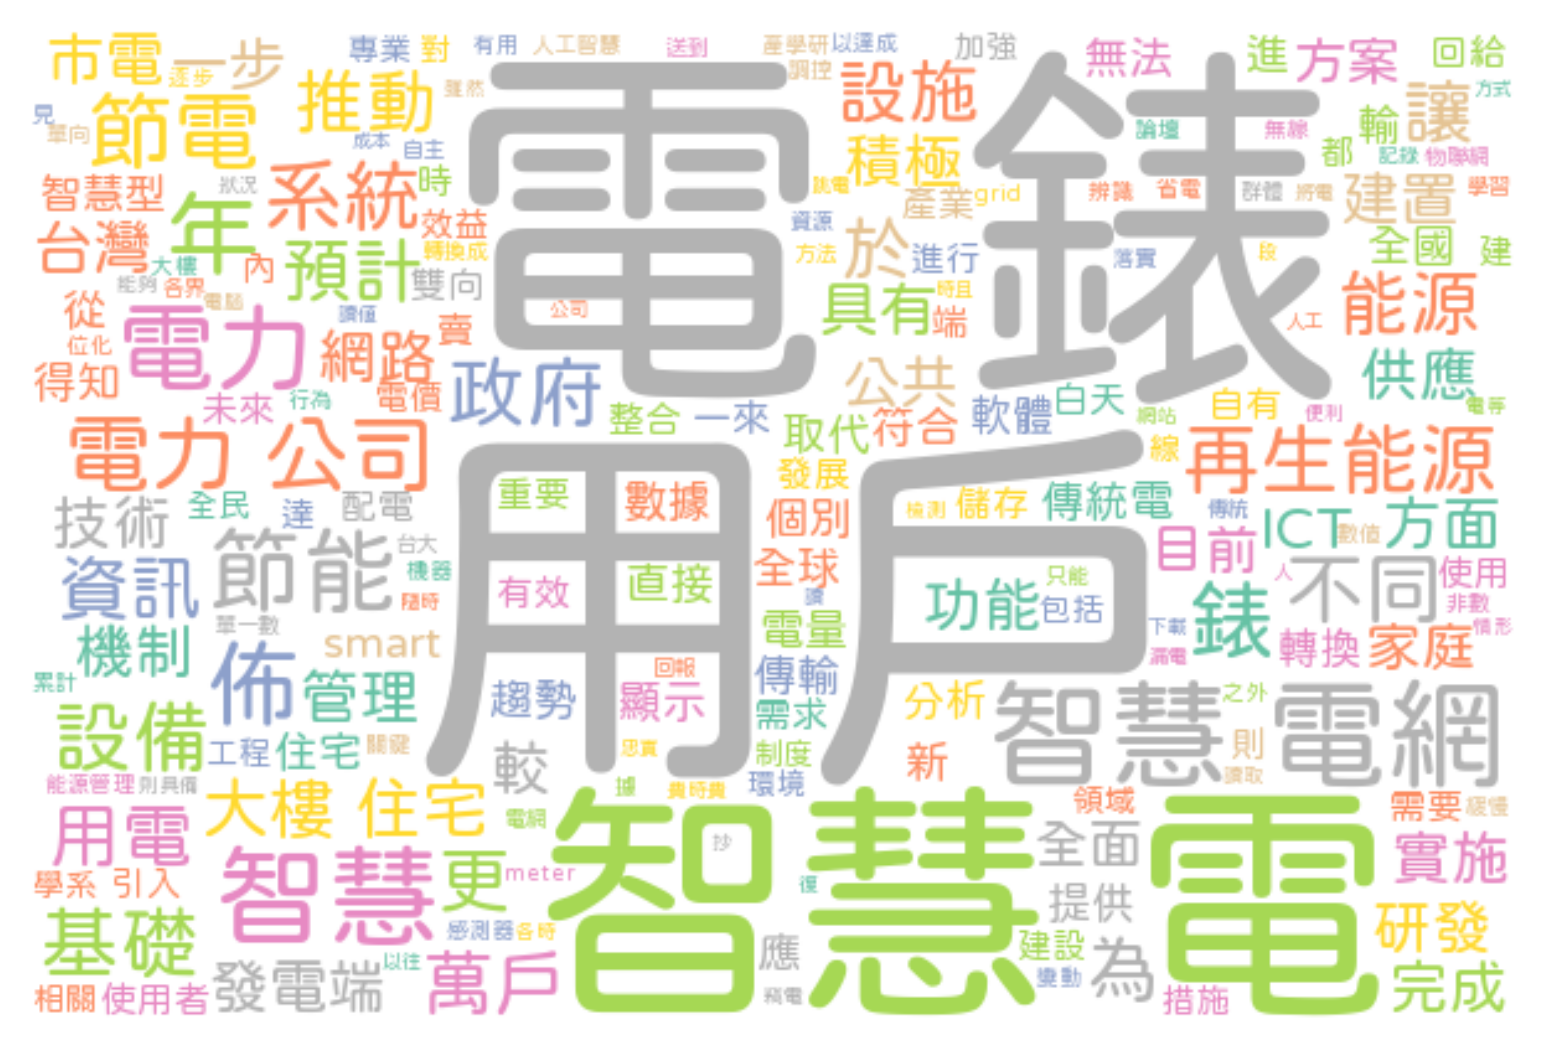 市電 一步 專業 對 有用 人工智慧 送到 產學研 以達成 加強 無法 進 方案 回給
逐步 推動 雖然 調控 設施 讓 方式
節電 單向 成本 自主 電錶 積極 論壇 無線 輸 都 記錄 物聯網
智慧型 狀況 系統 時 跳電 產業 grid 辨識 省電 群體 將電 建置 學習
台灣 年 效益 資源 於 進行 落實 段 全國 建
大樓 內 預計 轉換成 雙向 方法
能夠 各界 電腦 讀值 公司 具有 時且 端 人工 能源
從 位化 電力 網路 賣
得知 未來 行為 電價 政府 公共 供應
整合 一來 取代 符合 軟體 白天 網站 自有 便利 電等
電力 公司 用戶 發展 線 再生能源
技術 全民 達 配電 重要 數據 個別 檢測 儲存 傳統電 傳統 ICT 數值 方面
節能 台大 機器 全球 目前
資訊 隨時 有效 直接 讀 功能 只能 包括 人 不同 使用 非數
機制 單一數 smart 電量 下載 錶 情形
漏電 轉換 家庭
累計 佈 管理 回報 趨勢 顯示 傳輸 需求 分析 智慧電網 之外
設備 工程 住宅 關鍵 較 制度 新 則
能源管理 則具備 環境 讀取
大樓 住宅 據 領域 需要 緩慢
用電 電網 智慧電 抄 全面 實施
學系 引入 智慧 更 meter 復 提供
基礎 感測器 各時 應 建設 為 研發
發電端 以往 萬戶 變動 完成
相關 使用者 措施